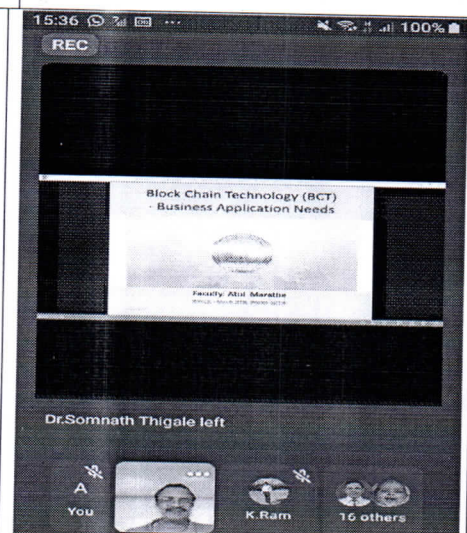 15:36 ... 100%
REC
Block Chain Technology (BCT)
- Business Application Needs
Faculty: Atul Marathe
Dr.Somnath Thigale left
A
You
K.Ram
16 others